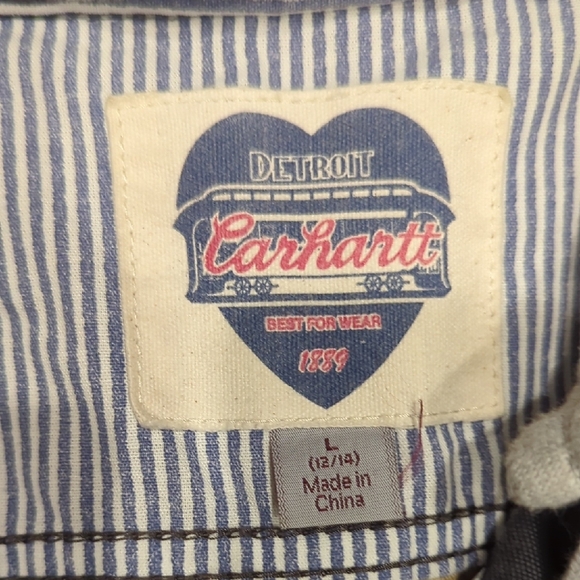 DETROIT
Carhartt
BEST FOR WEAR
1889
L
(12/14)
Made in
China